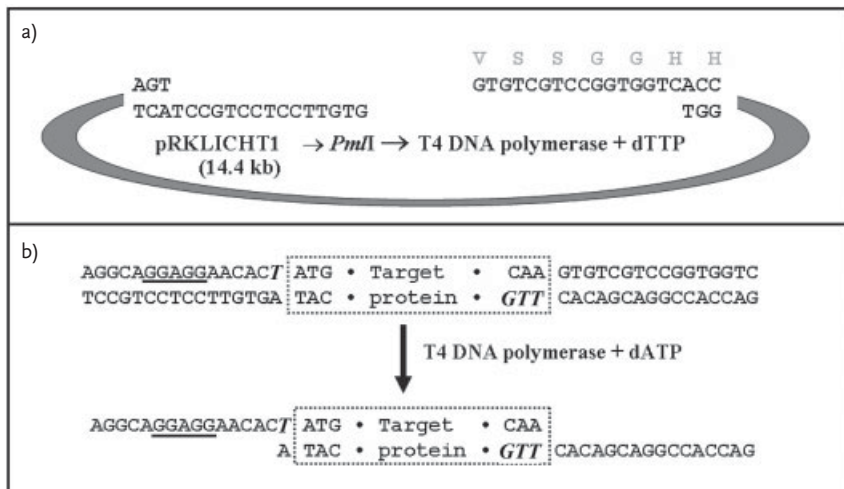 a)
V S S G G H H
AGT GTGTCGTCCGGTGGTCACC
TCATCCGTCCTCCTTGTG TGG
pRKLICHT1 → PmlI → T4 DNA polymerase + dTTP
(14.4 kb)
b)
AGGCAGGAGGAACACT ATG • Target • CAA GTGTCGTCCGGTGGTC
TCCGTCCTCCTTGTGA TAC • protein • GTT CACAGCAGGCCACCAG
T4 DNA polymerase + dATP
AGGCAGGAGGAACACT ATG • Target • CAA
A TAC • protein • GTT CACAGCAGGCCACCAG